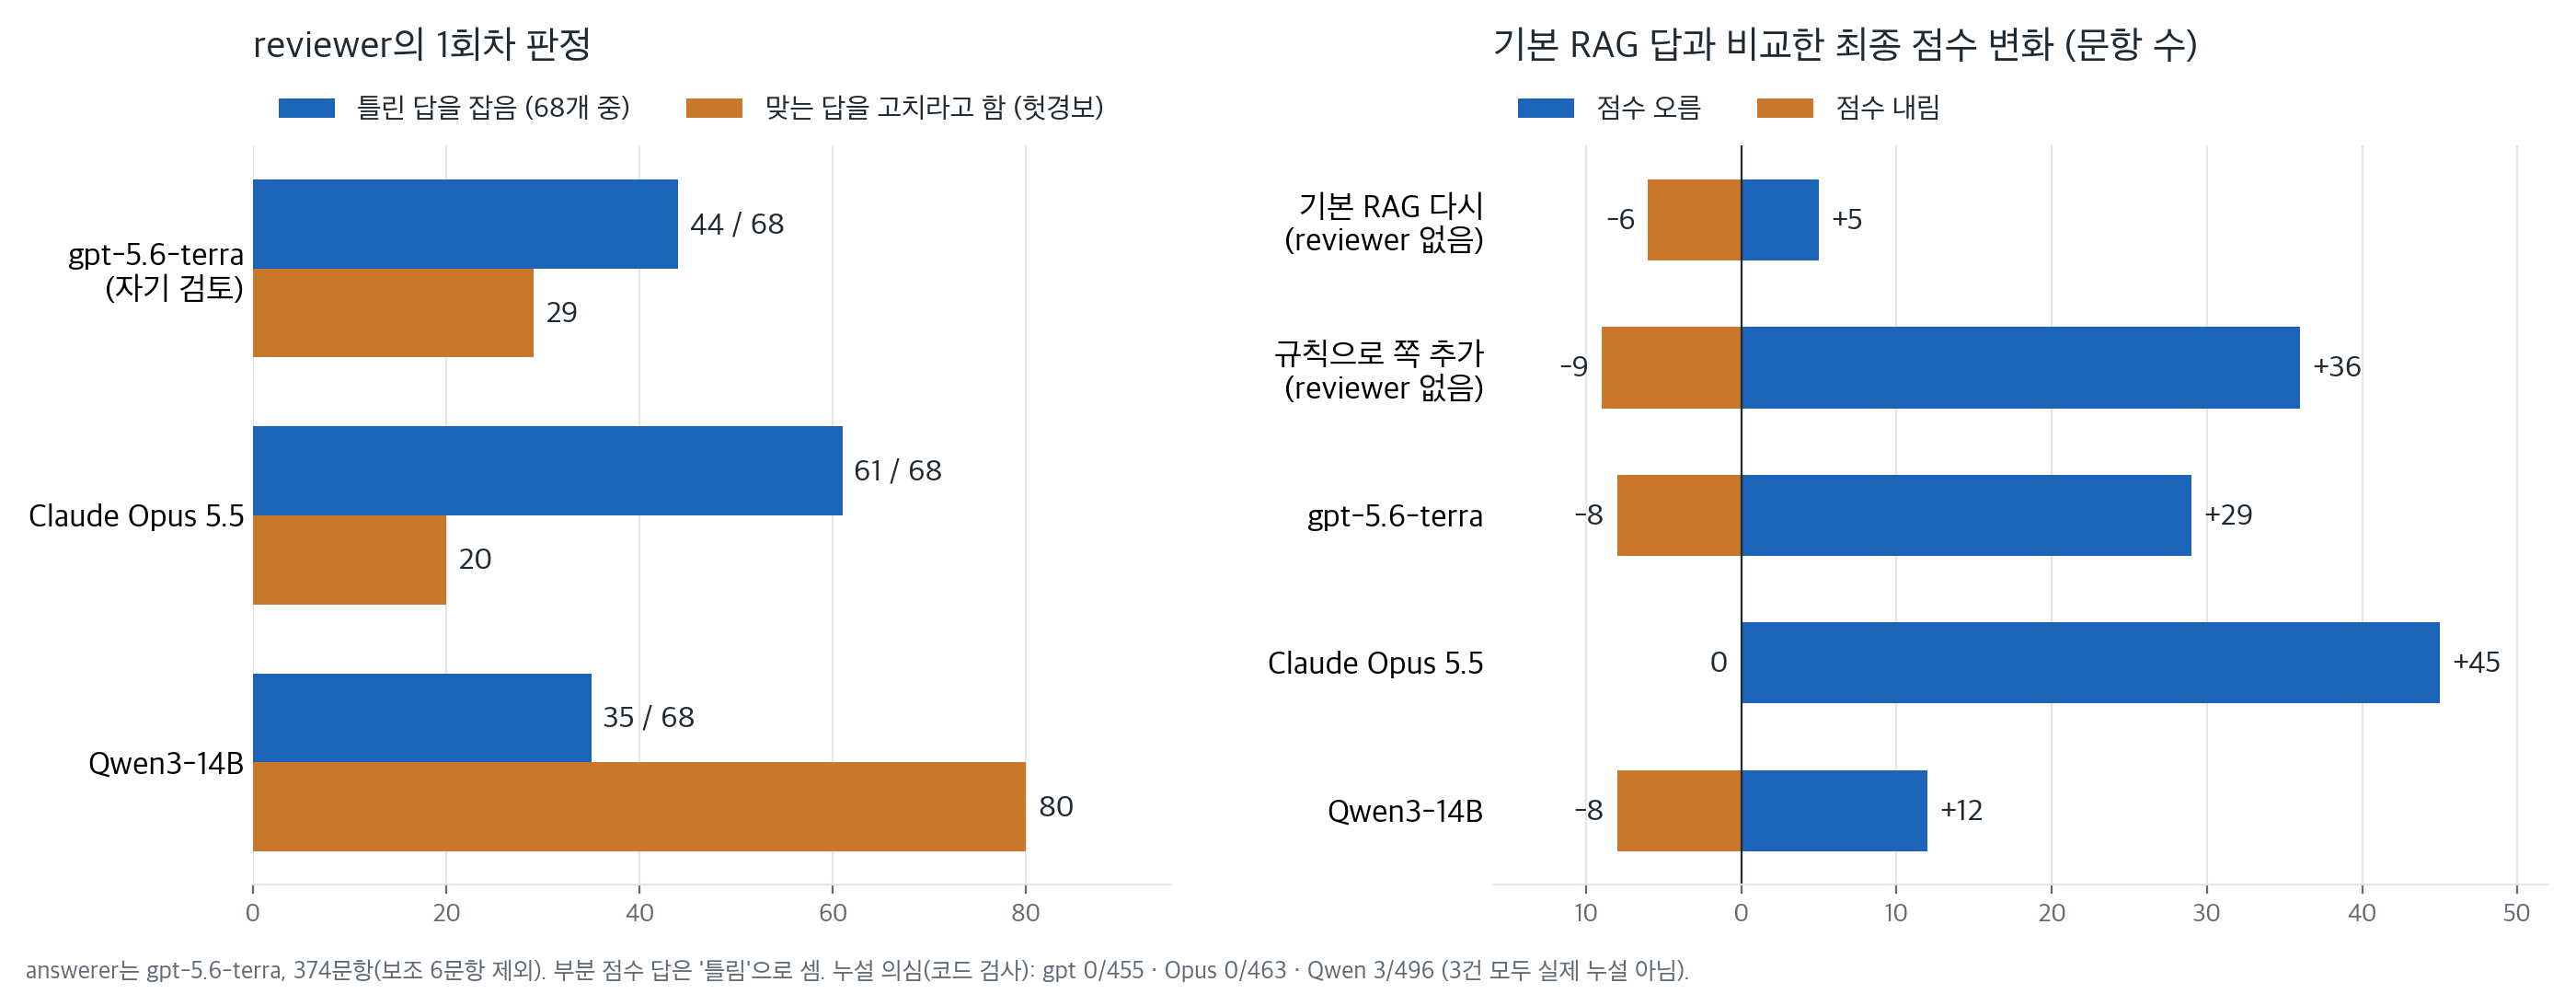 reviewer의 1회차 판정
틀린 답을 잡음 (68개 중)
맞는 답을 고치라고 함 (헛경보)
gpt-5.6-terra
(자기 검토)
44 / 68
29
Claude Opus 5.5
61 / 68
20
Qwen3-14B
35 / 68
80
0
20
40
60
80
기본 RAG 답과 비교한 최종 점수 변화 (문항 수)
점수 오름
점수 내림
기본 RAG 다시
(reviewer 없음)
-6
+5
규칙으로 쪽 추가
(reviewer 없음)
-9
+36
gpt-5.6-terra
-8
+29
Claude Opus 5.5
0
+45
Qwen3-14B
-8
+12
10
0
10
20
30
40
50
answerer는 gpt-5.6-terra, 374문항(보조 6문항 제외). 부분 점수 답은 '틀림'으로 셈. 누설 의심(코드 검사): gpt 0/455 · Opus 0/463 · Qwen 3/496 (3건 모두 실제 누설 아님).